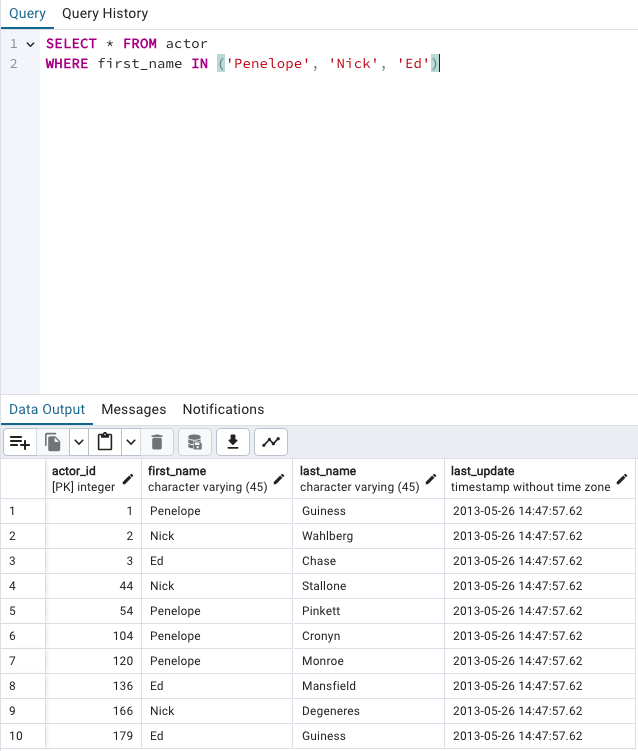 Query Query History
1 SELECT * FROM actor
2 WHERE first_name IN ('Penelope', 'Nick', 'Ed')
Data Output Messages Notifications
actor_id first_name last_name last_update
[PK] integer character varying (45) character varying (45) timestamp without time zone
1 1 Penelope Guiness 2013-05-26 14:47:57.62
2 2 Nick Wahlberg 2013-05-26 14:47:57.62
3 3 Ed Chase 2013-05-26 14:47:57.62
4 44 Nick Stallone 2013-05-26 14:47:57.62
5 54 Penelope Pinkett 2013-05-26 14:47:57.62
6 104 Penelope Cronyn 2013-05-26 14:47:57.62
7 120 Penelope Monroe 2013-05-26 14:47:57.62
8 136 Ed Mansfield 2013-05-26 14:47:57.62
9 166 Nick Degeneres 2013-05-26 14:47:57.62
10 179 Ed Guiness 2013-05-26 14:47:57.62